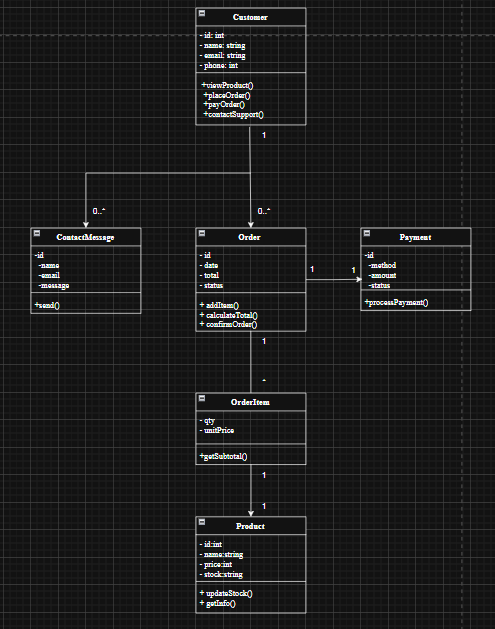 Customer
- id: int
- name: string
- email: string
- phone: int
+viewProduct()
+placeOrder()
+payOrder()
+contactSupport()
1
0..*
0..*
ContactMessage
-id
-name
-email
-message
+send()
Order
- id
- date
- total
- status
+ addItem()
+ calculateTotal()
+ confirmOrder()
1
1
Payment
-id
-method
-amount
-status
+processPayment()
1
*
OrderItem
- qty
- unitPrice
+getSubtotal()
1
1
Product
- id:int
- name:string
- price:int
- stock:string
+ updateStock()
+ getInfo()